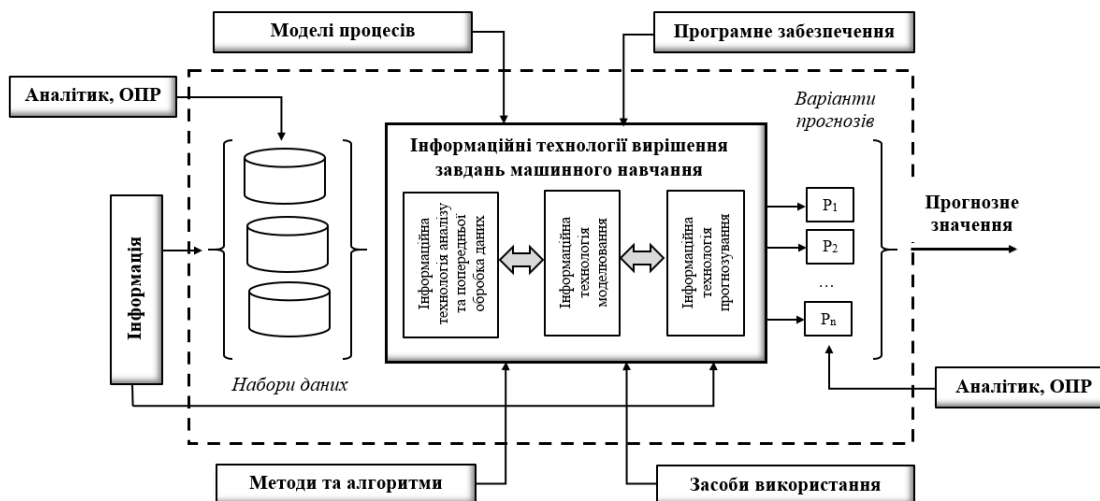 Моделі процесів
Програмне забезпечення
Аналітик, ОПР
Варіанти
прогнозів
Інформаційні технології вирішення
завдань машинного навчання
Інформація
Інформаційна
технологія аналізу
та попередньої
обробка даних
Інформаційна
технологія
моделювання
Інформаційна
технологія
прогнозування
P1
P2
...
Pn
Прогнозне
значення
Набори даних
Аналітик, ОПР
Методи та алгоритми
Засоби використання